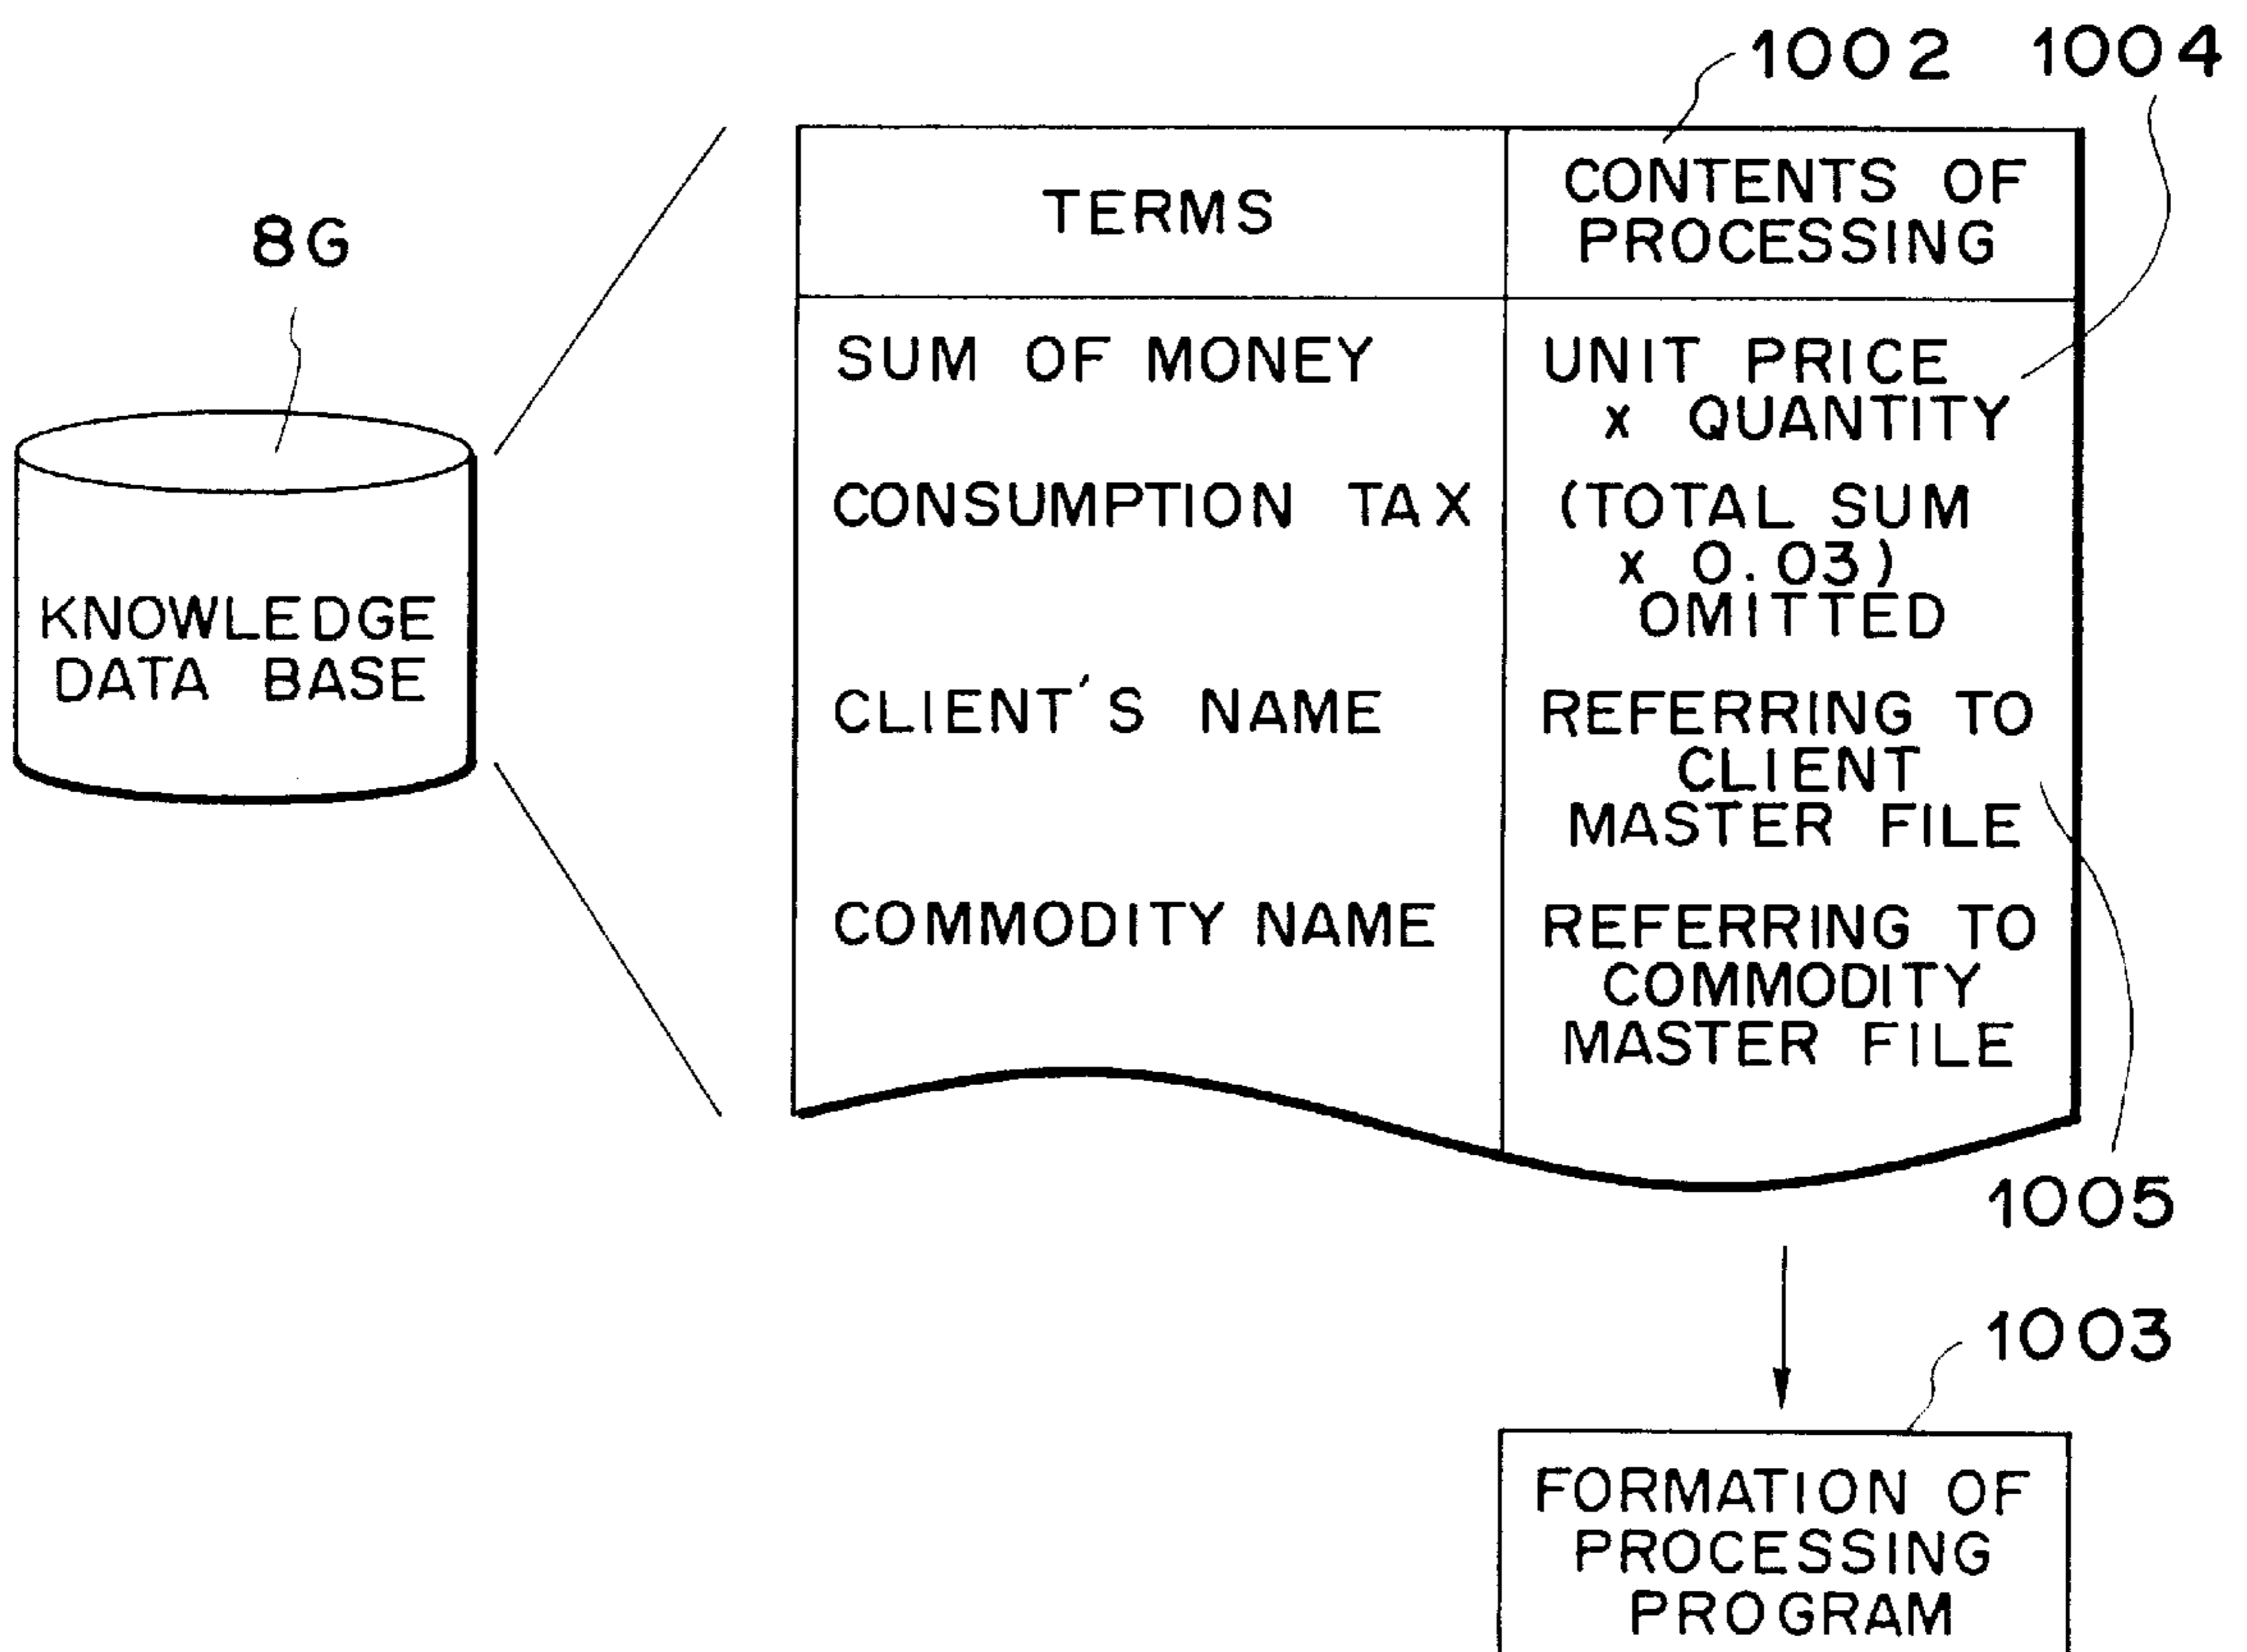 1002 1004
8G
KNOWLEDGE
DATA BASE
TERMS
CONTENTS OF
PROCESSING
SUM OF MONEY
UNIT PRICE
x QUANTITY
CONSUMPTION TAX
(TOTAL SUM
x 0.03)
OMITTED
CLIENT'S NAME
REFERRING TO
CLIENT
MASTER FILE
COMMODITY NAME
REFERRING TO
COMMODITY
MASTER FILE
1005
1003
FORMATION OF
PROCESSING
PROGRAM